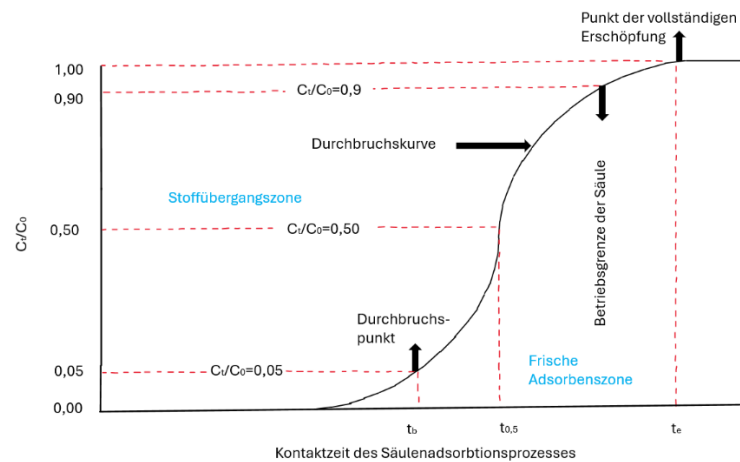 Punkt der vollständigen
Erschöpfung
1,00
0,90
Cₜ/C₀=0,9
Durchbruchskurve
Stoffübergangszone
0,50
Cₜ/C₀=0,50
Cₜ/C₀
Betriebsgrenze der Säule
Durchbruchs-
punkt
0,05
Cₜ/C₀=0,05
Frische
Adsorbenszone
0,00
t_b
t₀,₅
tₑ
Kontaktzeit des Säulenadsorbtionsprozesses